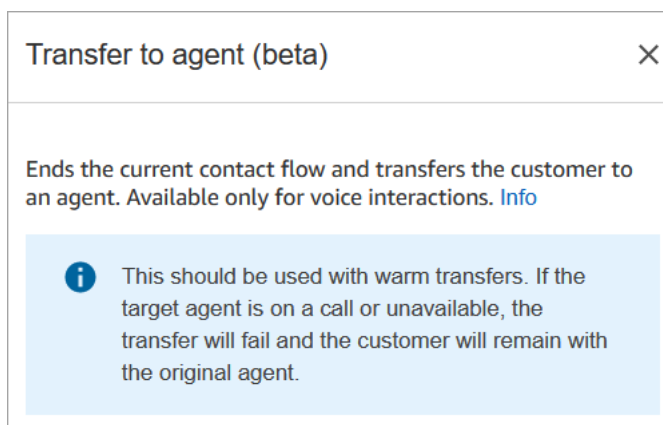 Transfer to agent (beta)
Ends the current contact flow and transfers the customer to
an agent. Available only for voice interactions. Info
This should be used with warm transfers. If the
target agent is on a call or unavailable, the
transfer will fail and the customer will remain with
the original agent.